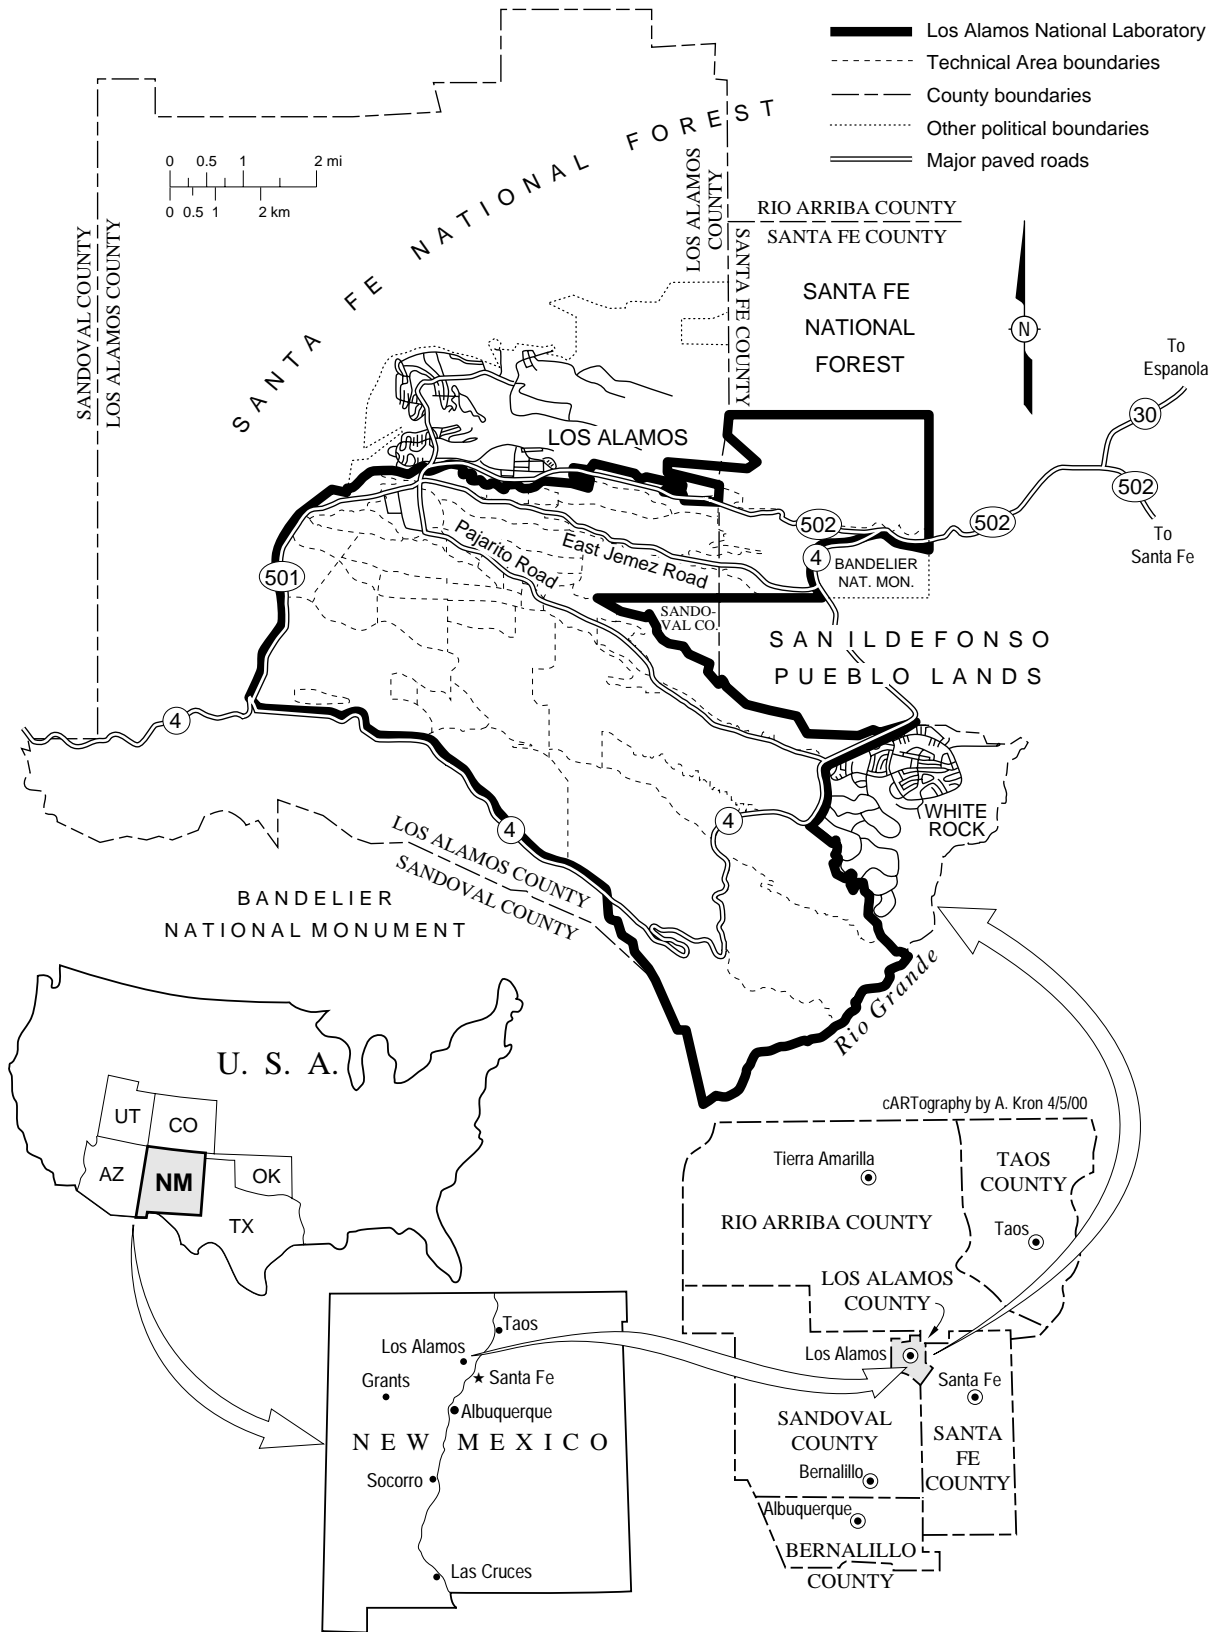 Los Alamos National Laboratory
Technical Area boundaries
County boundaries
Other political boundaries
Major paved roads
0 0.5 1 2 mi
0 0.5 1 2 km
SANTA FE NATIONAL FOREST
SANDOVAL COUNTY
LOS ALAMOS COUNTY
LOS ALAMOS
COUNTY
SANTA FE COUNTY
RIO ARRIBA COUNTY
SANTA FE COUNTY
SANTA FE
NATIONAL
FOREST
N
To
Espanola
30
502
To
Santa Fe
502
502
4
LOS ALAMOS
BANDELIER
NAT. MON.
East Jemez Road
Pajarito Road
501
SANDO-
VAL CO.
SAN ILDEFONSO
PUEBLO LANDS
4
WHITE
ROCK
4
4
LOS ALAMOS COUNTY
SANDOVAL COUNTY
BANDELIER
NATIONAL MONUMENT
Rio Grande
cARTography by A. Kron 4/5/00
U. S. A.
UT
CO
AZ
NM
OK
TX
Taos
Los Alamos
Santa Fe
Grants
Albuquerque
NEW MEXICO
Socorro
Las Cruces
Tierra Amarilla
TAOS
COUNTY
RIO ARRIBA COUNTY
Taos
LOS ALAMOS
COUNTY
Los Alamos
Santa Fe
SANDOVAL
COUNTY
SANTA
FE
COUNTY
Bernalillo
Albuquerque
BERNALILLO
COUNTY